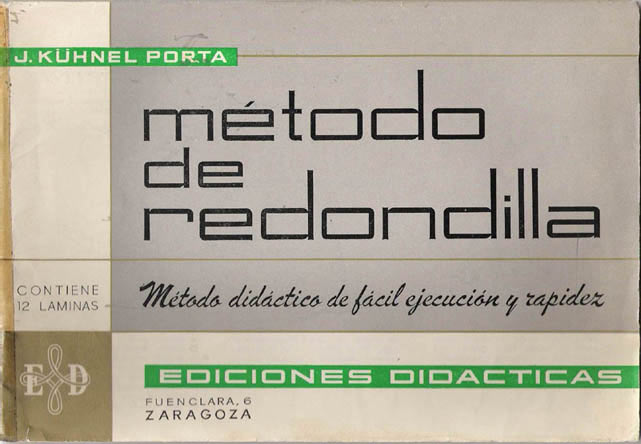 J. KÜHNEL PORTA
método
de
redondilla
CONTIENE
12 LAMINAS
Método didáctico de fácil ejecución y rapidez
E D
EDICIONES DIDACTICAS
FUENCLARA, 6
ZARAGOZA